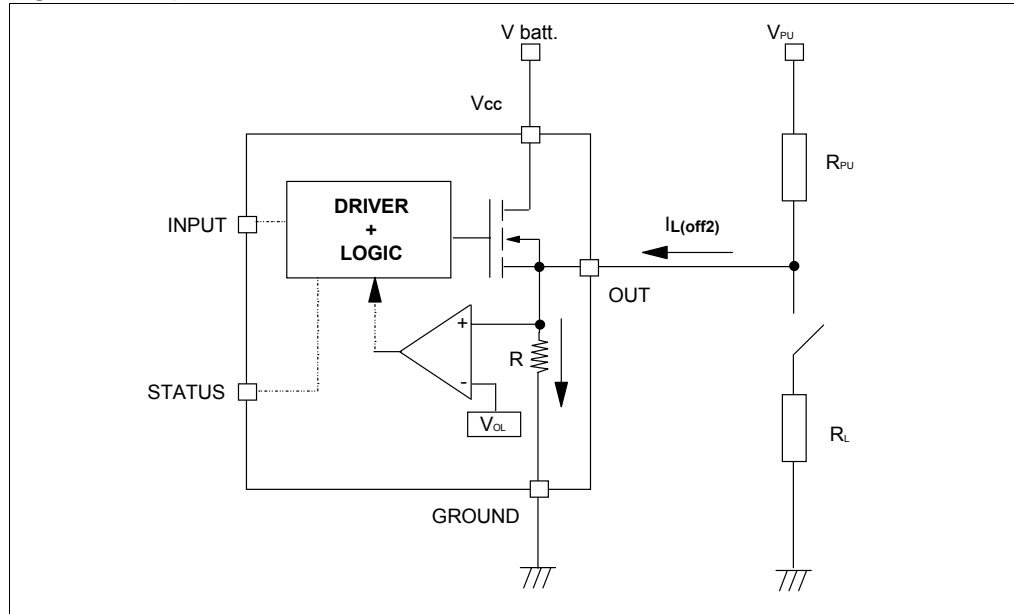 V batt.
VPU
Vcc
RPU
INPUT
DRIVER
+
LOGIC
IL(off2)
OUT
+
R
-
STATUS
VOL
RL
GROUND